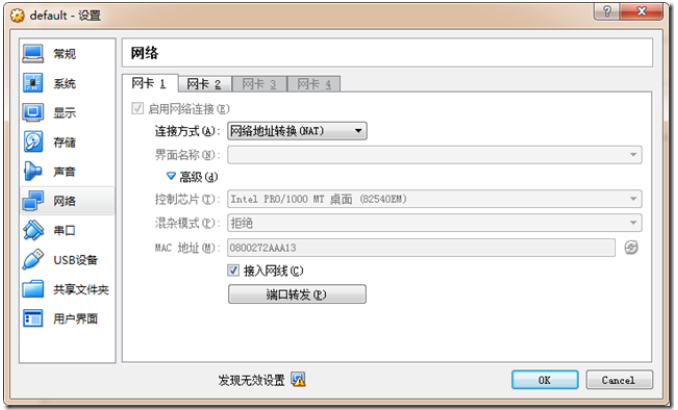 default - 设置
常规
系统
显示
存储
声音
网络
串口
USB设备
共享文件夹
用户界面
网络
网卡 1 网卡 2 网卡 3 网卡 4
启用网络连接(E)
连接方式(A): 网络地址转换(NAT)
界面名称(N):
高级(d)
控制芯片(T): Intel PRO/1000 MT 桌面 (82540EM)
混杂模式(P): 拒绝
MAC 地址(M): 0800272AAA13
接入网线(C)
端口转发(P)
发现无效设置
OK Cancel